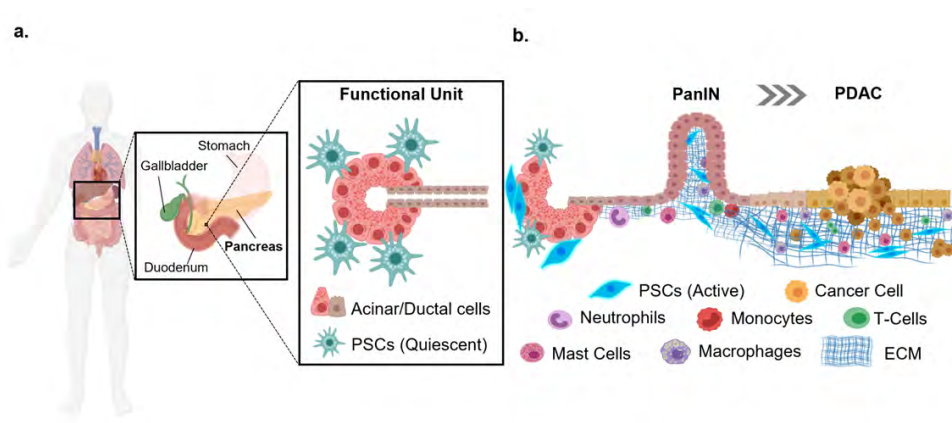 a.
Stomach
Gallbladder
Pancreas
Duodenum
Functional Unit
Acinar/Ductal cells
PSCs (Quiescent)
b.
PanIN
PDAC
PSCs (Active)
Cancer Cell
Neutrophils
Monocytes
T-Cells
Mast Cells
Macrophages
ECM